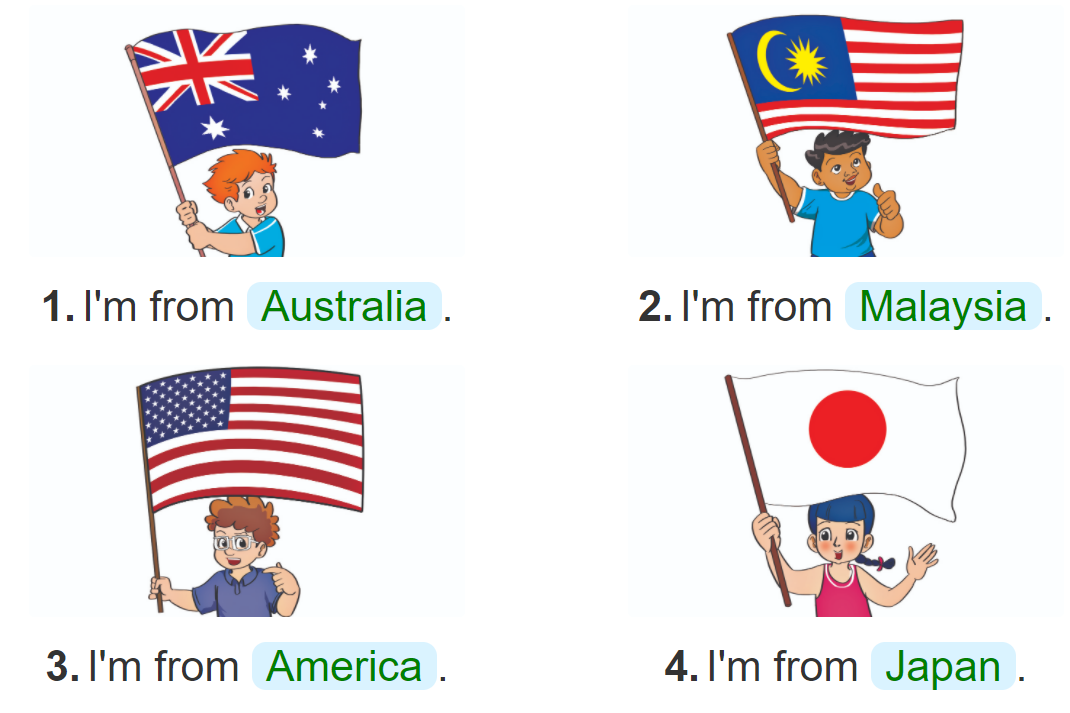 1. I'm from Australia.
2. I'm from Malaysia.
3. I'm from America.
4. I'm from Japan.